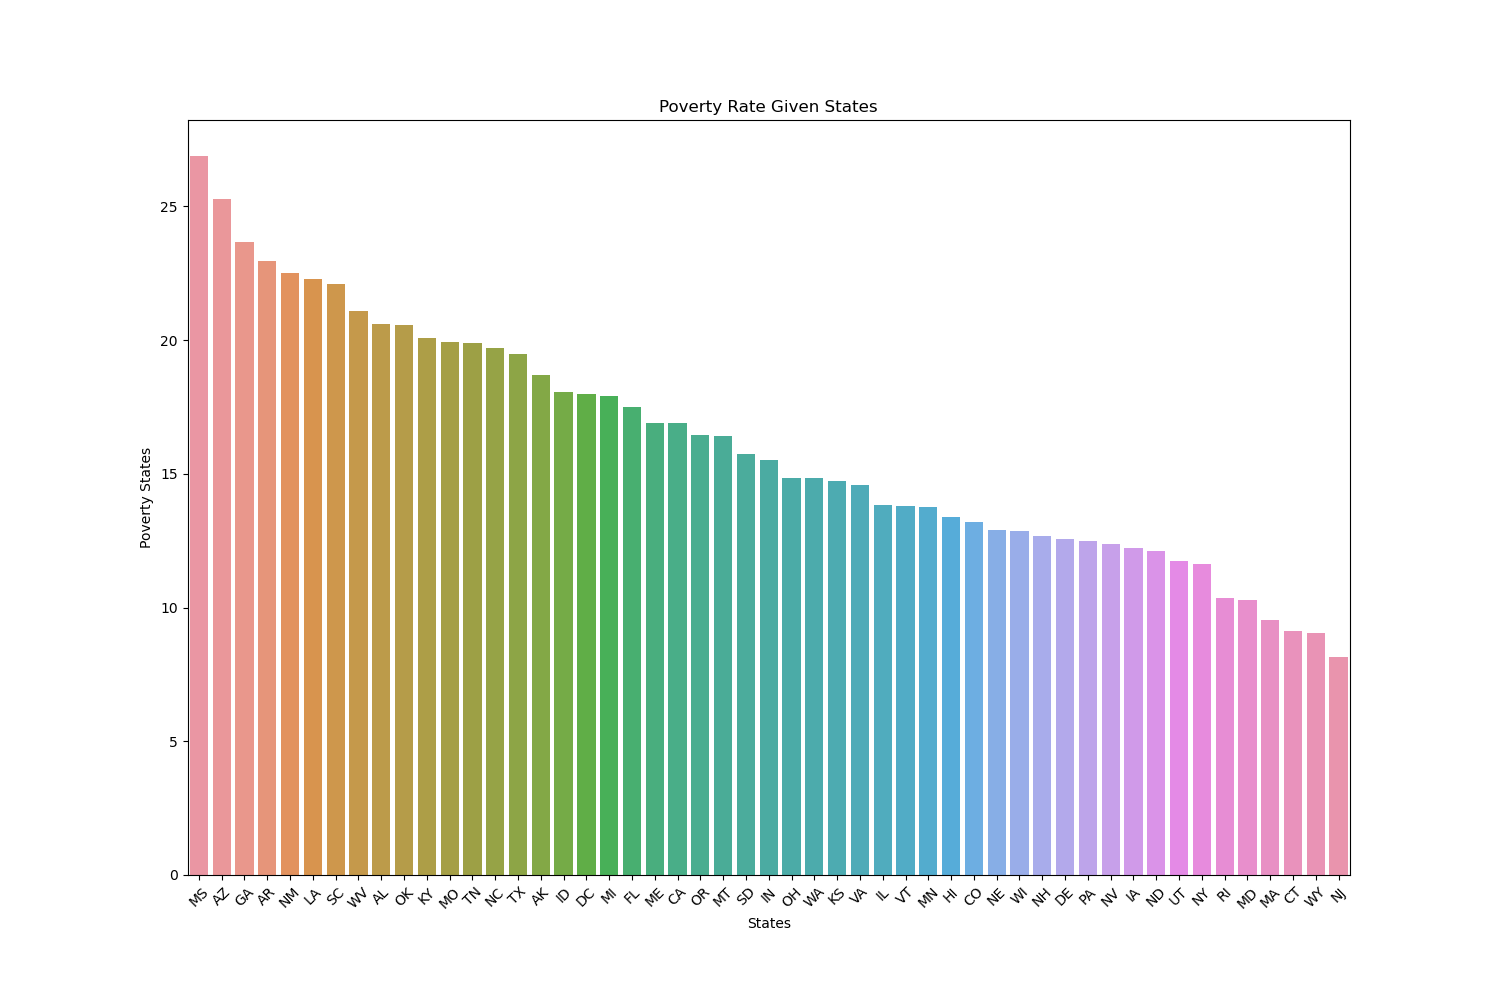 Poverty Rate Given States
Poverty States
25
20
15
10
5
0
MS AZ GA AR NM LA SC WV AL OK KY MO TN NC TX AK ID DC MI FL ME CA OR MT SD IN OH WA KS VA IL VT MN HI CO NE WI NH DE PA NV IA ND UT NY RI MD MA CT WY NJ
States